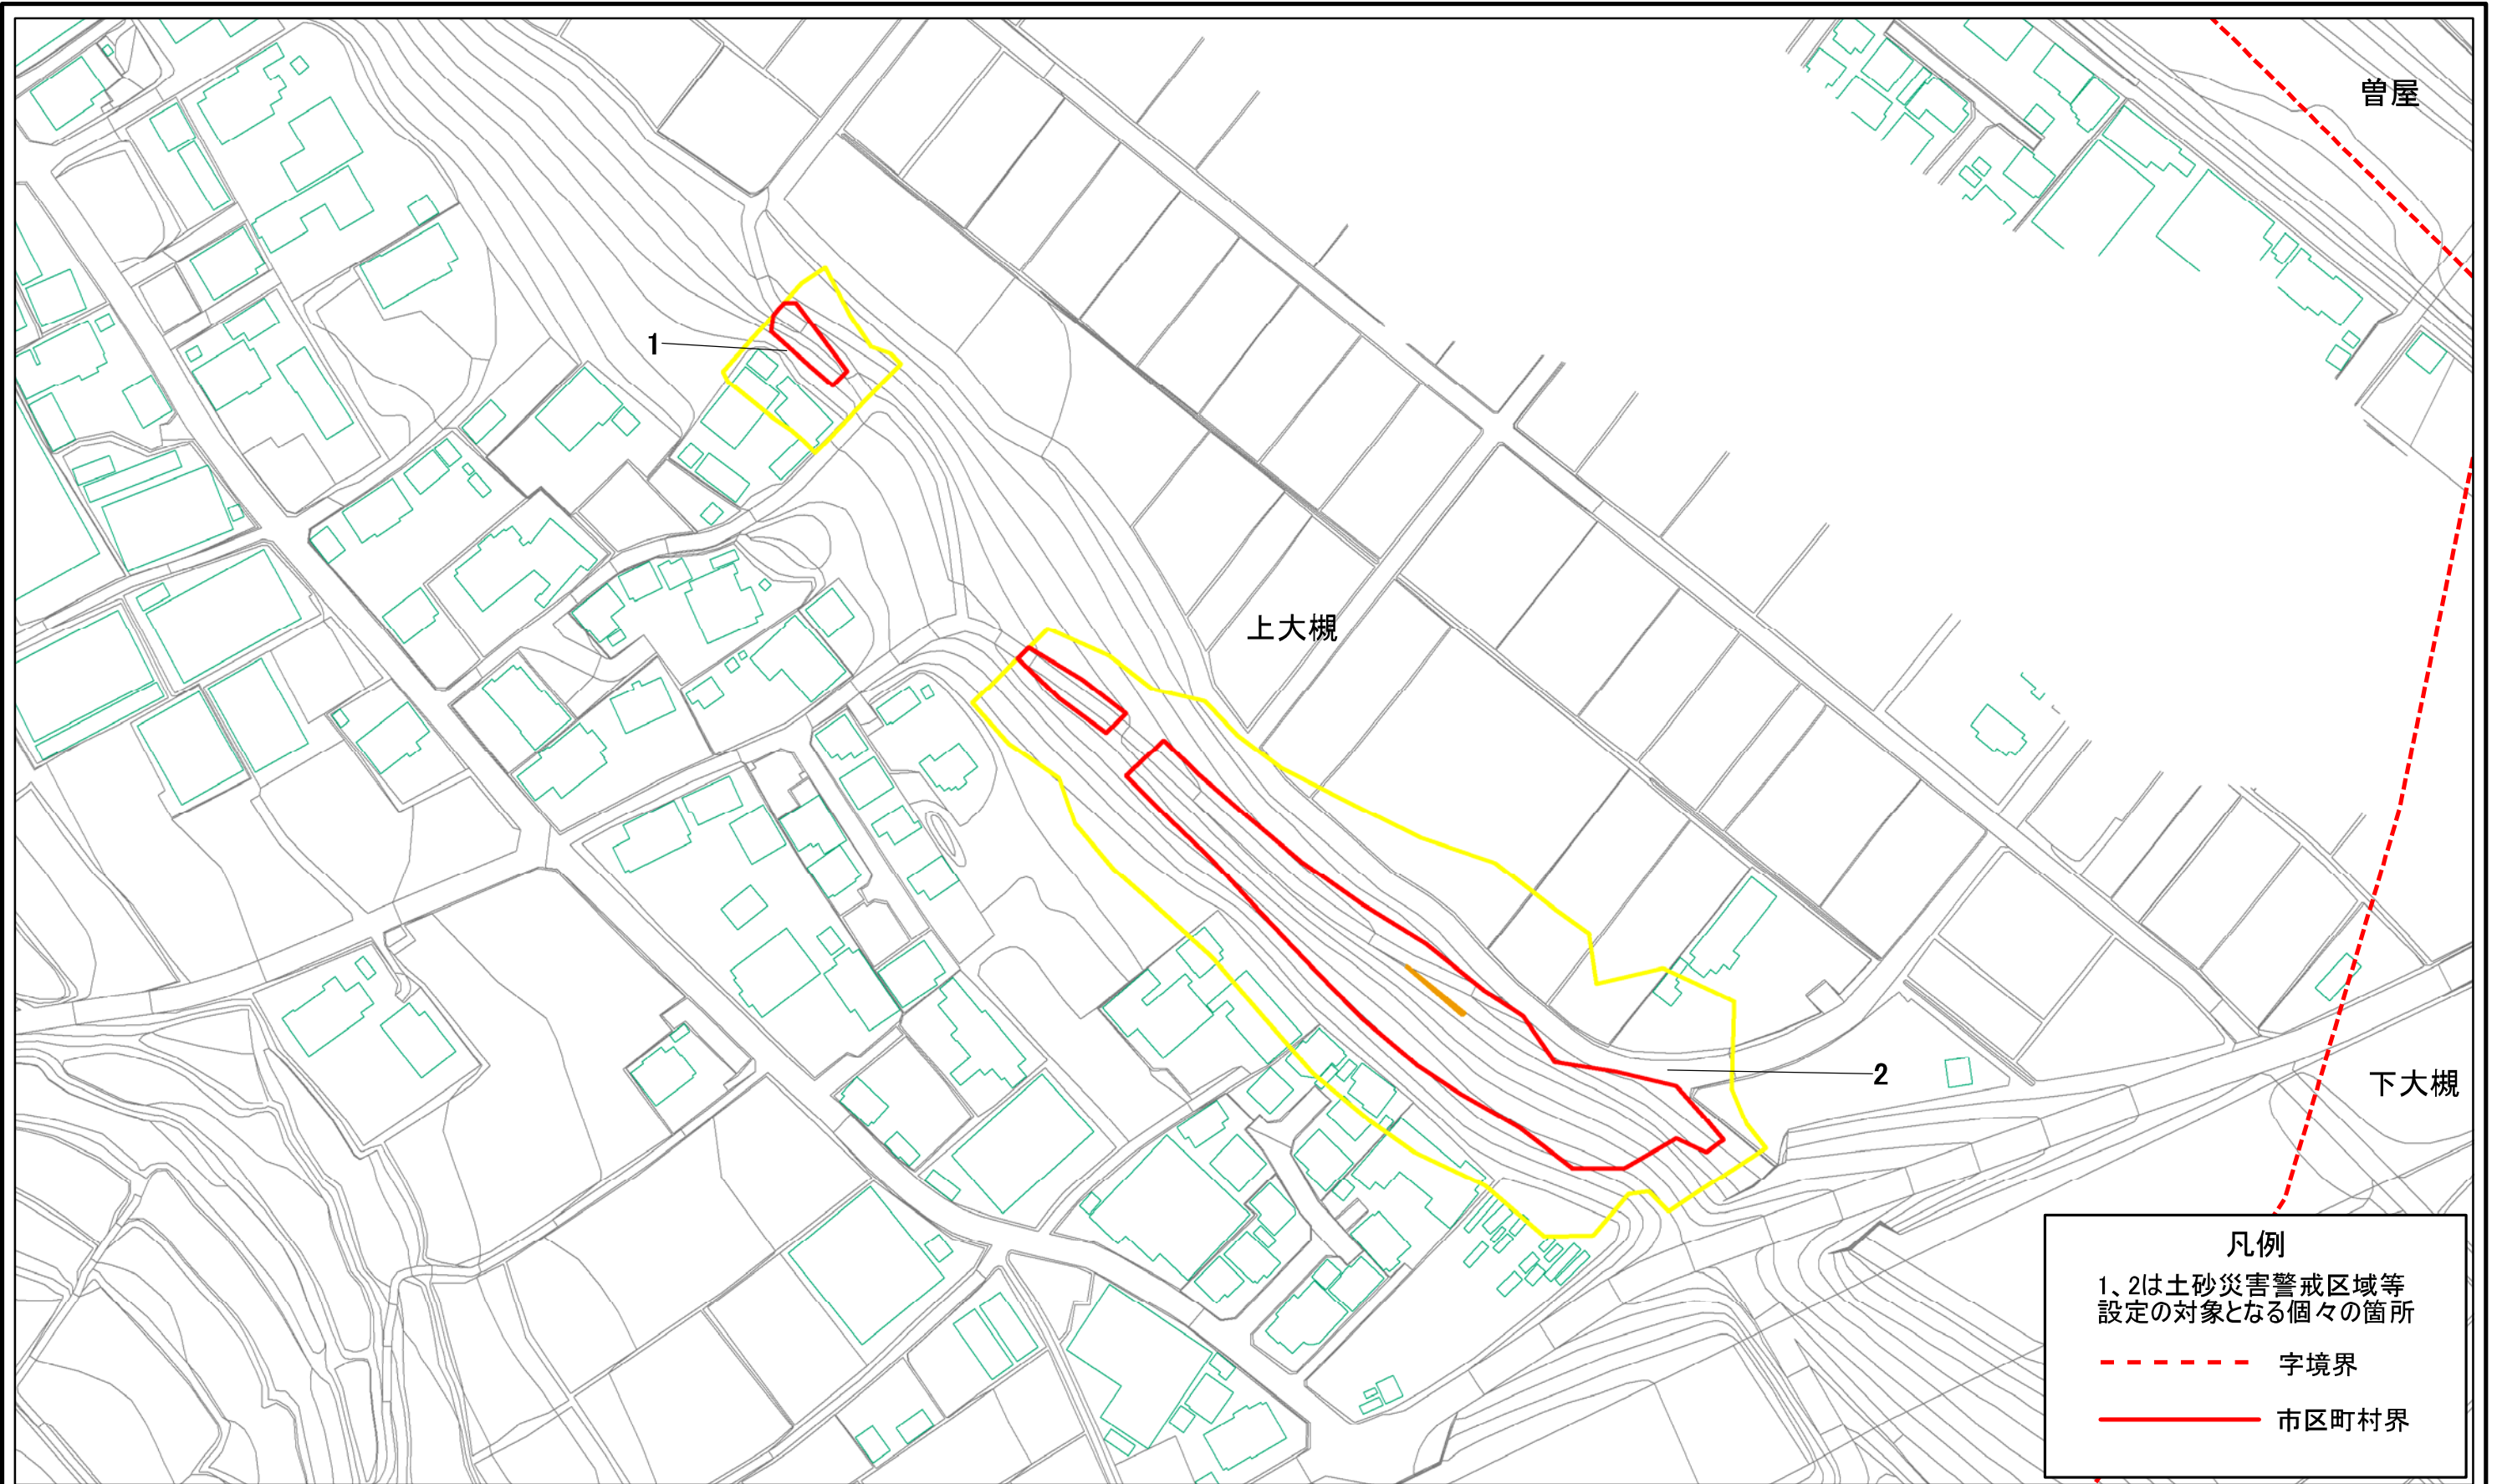 曽屋
1
上大槻
2
下大槻
凡例
1、2は土砂災害警戒区域等
設定の対象となる個々の箇所
字境界
市区町村界